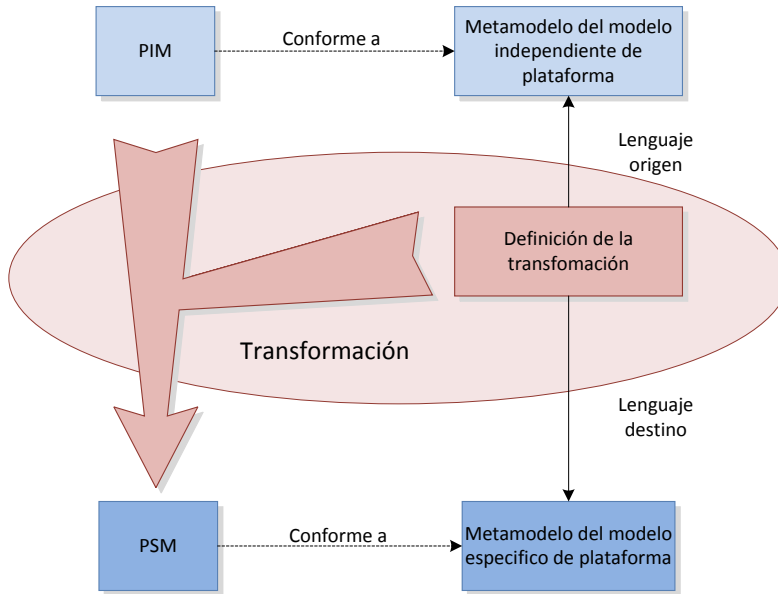 PIM
Conforme a
Metamodelo del modelo
independiente de
plataforma
Lenguaje
origen
Definición de la
transfomación
Transformación
Lenguaje
destino
PSM
Conforme a
Metamodelo del modelo
especifico de plataforma